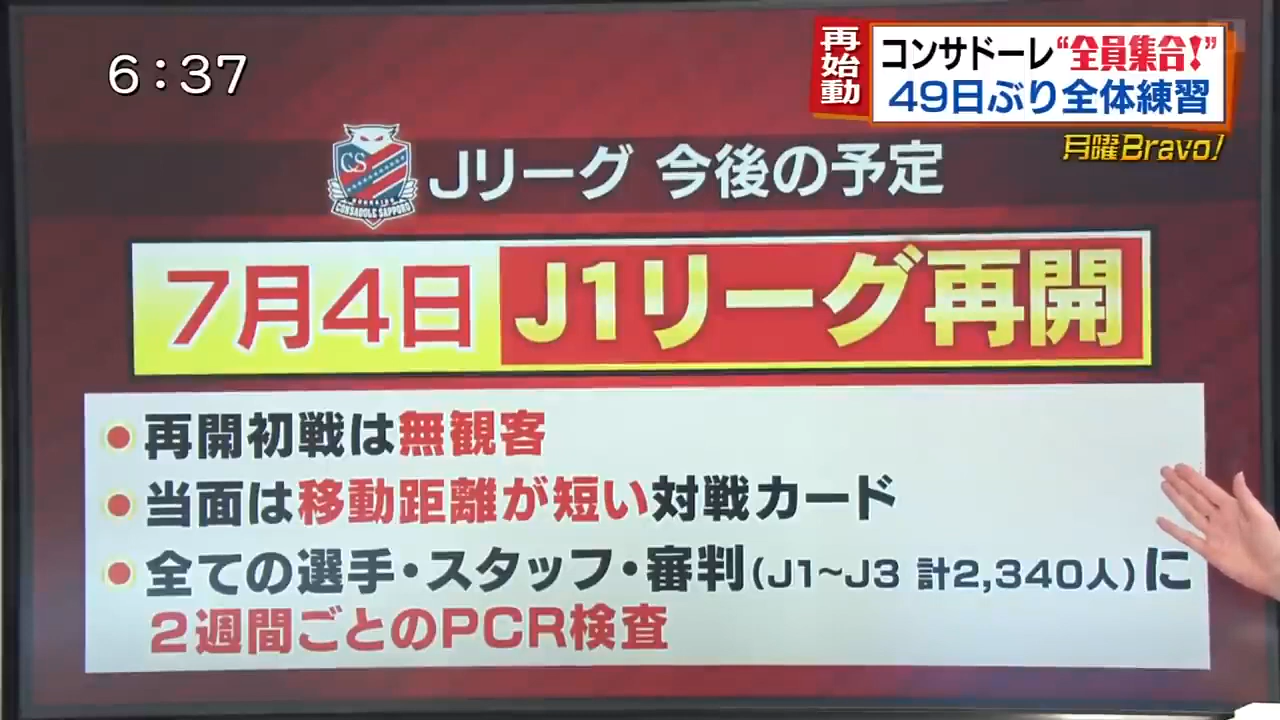 6:37
再始動
コンサドーレ“全員集合！”
49日ぶり全体練習
月曜Bravo！
CS
CONSADOLE SAPPORO
Jリーグ 今後の予定
7月4日 J1リーグ再開
●再開初戦は無観客
●当面は移動距離が短い対戦カード
●全ての選手・スタッフ・審判(J1~J3 計2,340人)に
2週間ごとのPCR検査